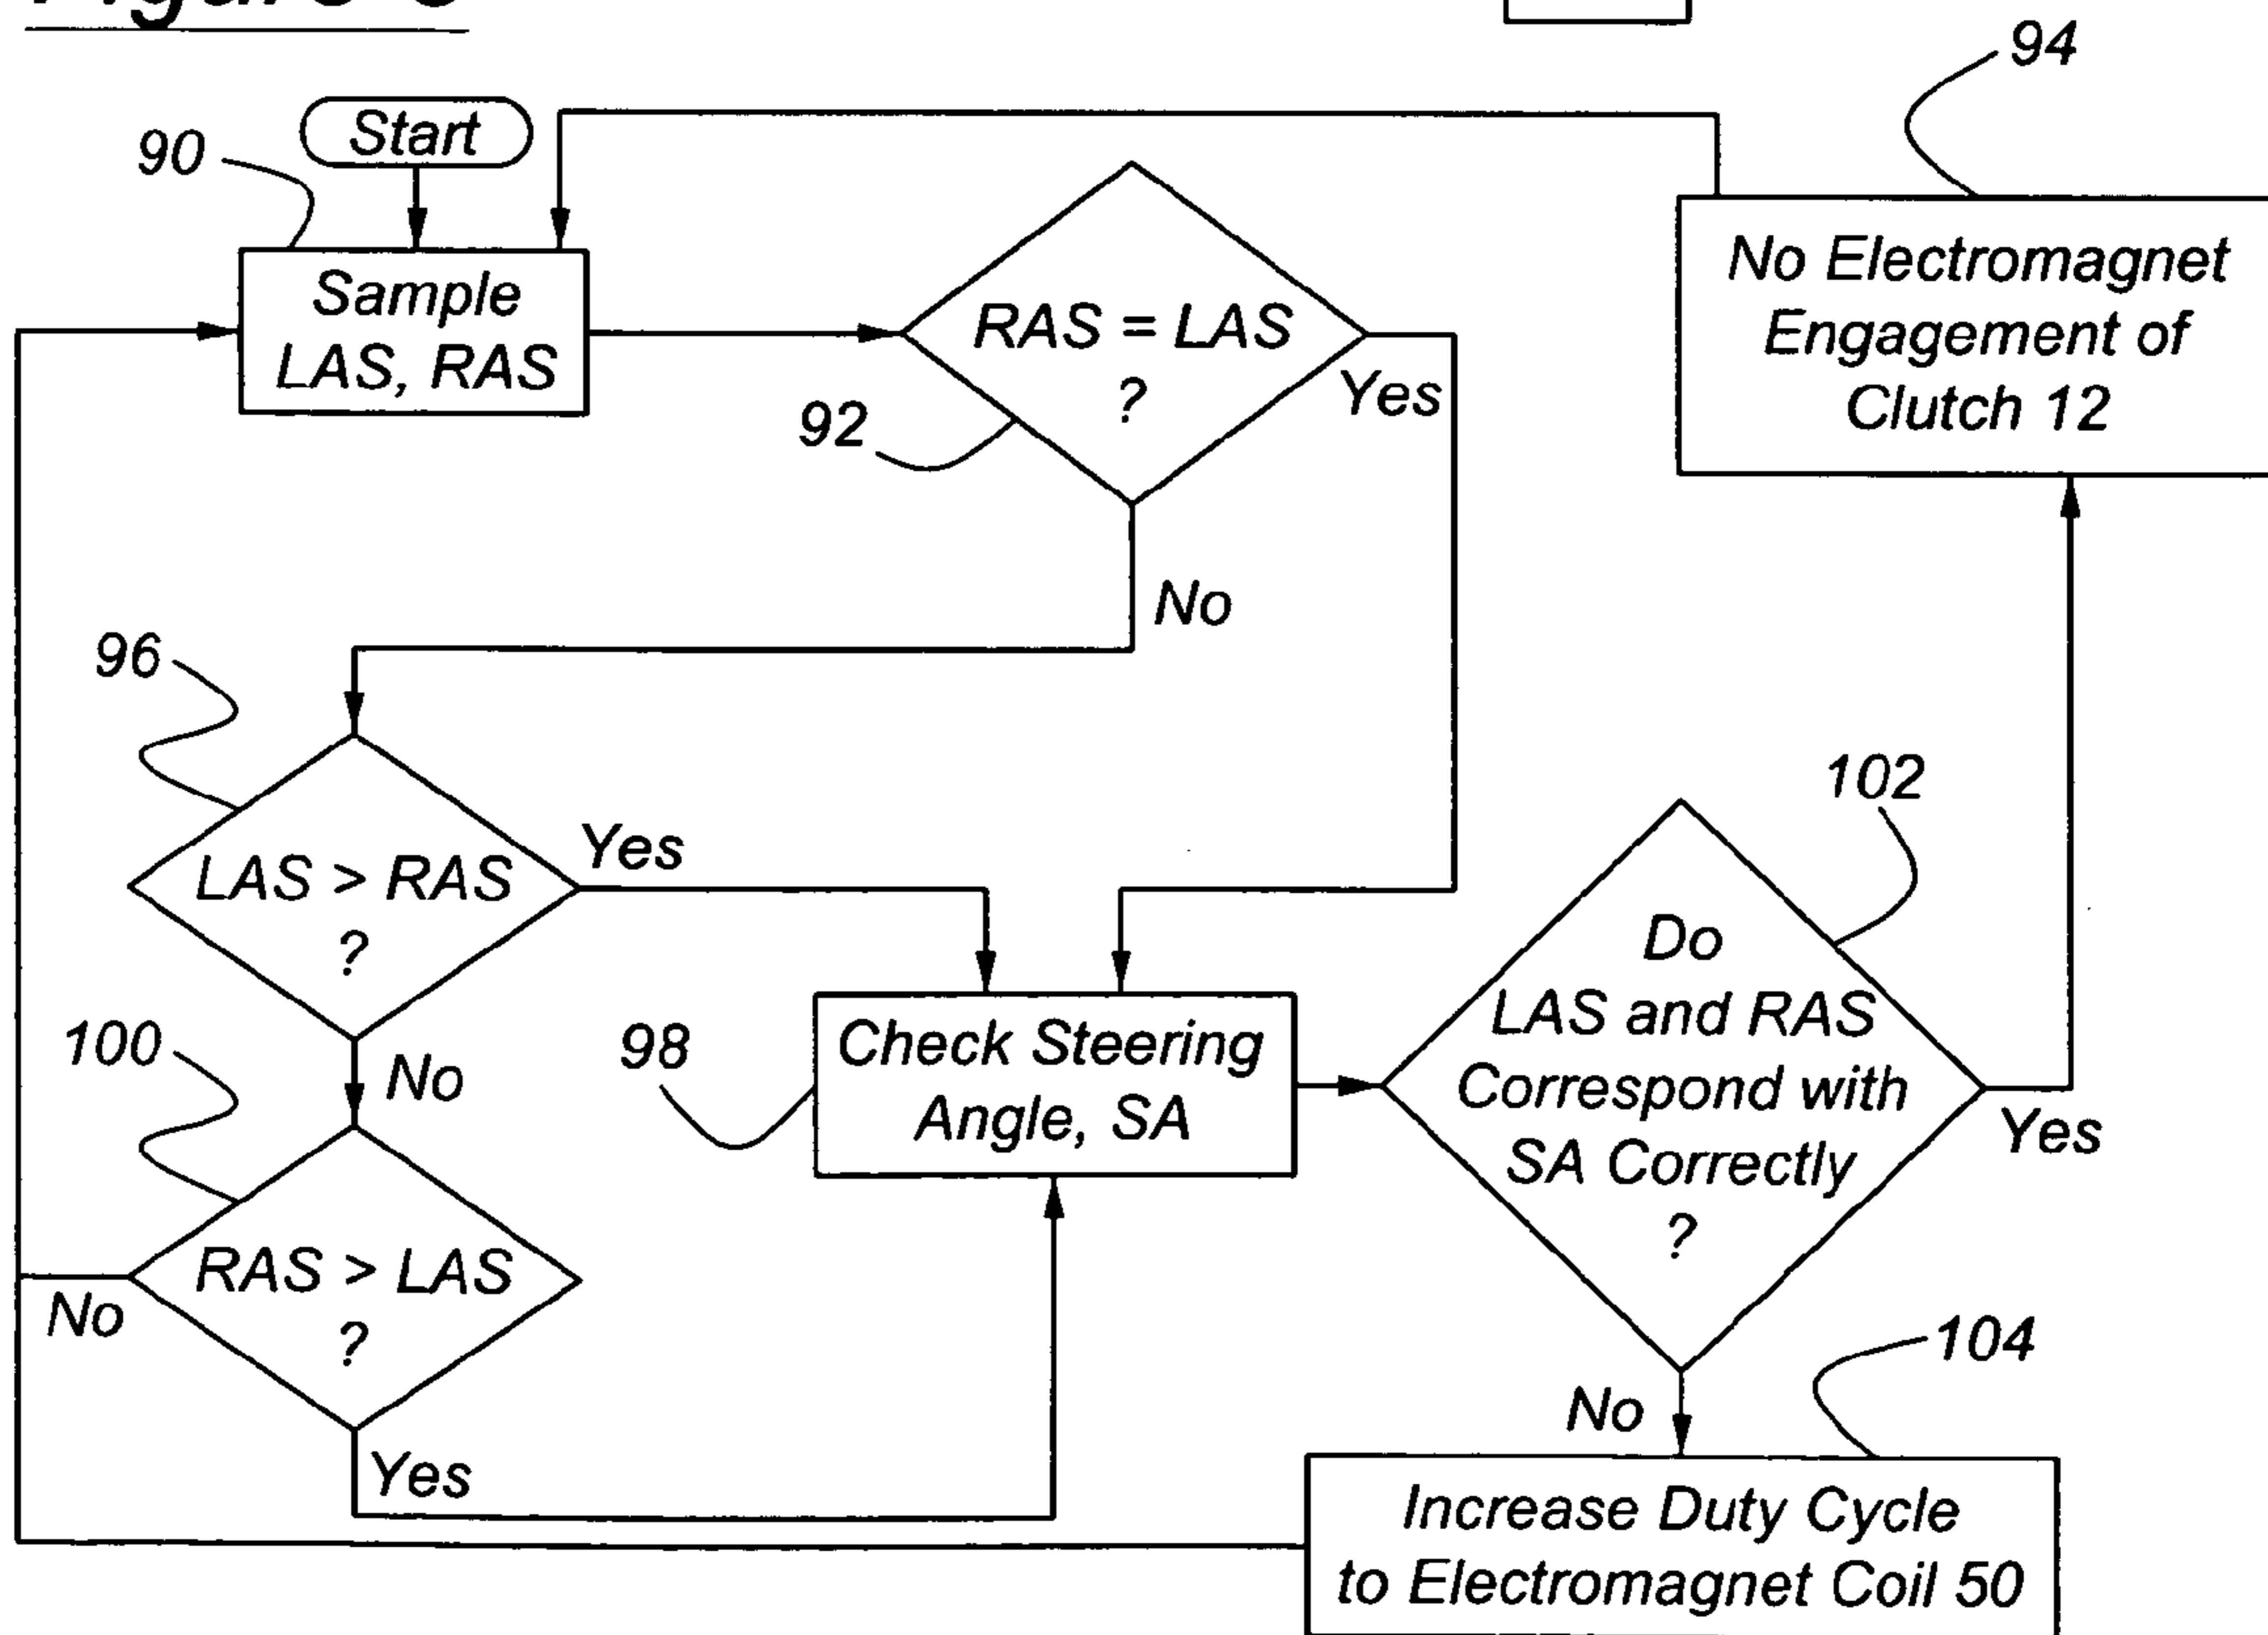 94
90
Start
Sample
LAS, RAS
RAS = LAS
?
Yes
92
No
No Electromagnet
Engagement of
Clutch 12
96
LAS > RAS
?
Yes
No
100
RAS > LAS
?
No
Yes
98
Check Steering
Angle, SA
102
Do
LAS and RAS
Correspond with
SA Correctly
?
Yes
No
104
Increase Duty Cycle
to Electromagnet Coil 50